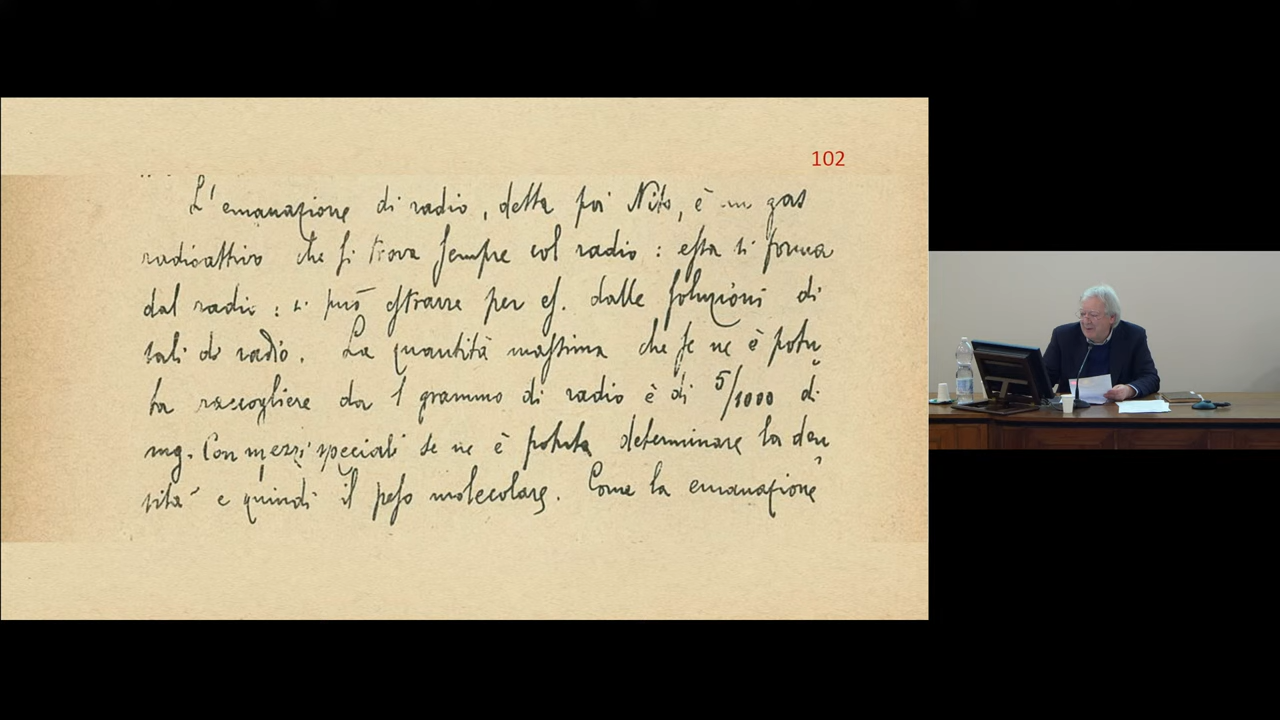 102
L'emanazione di radio, detta poi Nito, è un gas
radioattivo che si trova sempre col radio : essa si forma
dal radio : si può estrarre per es. dalle soluzioni di
sali di radio. La quantità massima che se ne è potu
ta raccogliere da 1 grammo di radio è di 5/1000 di
mg. Con mezzi speciali se ne è potuta determinare la den
sità e quindi il peso molecolare. Come la emanazione